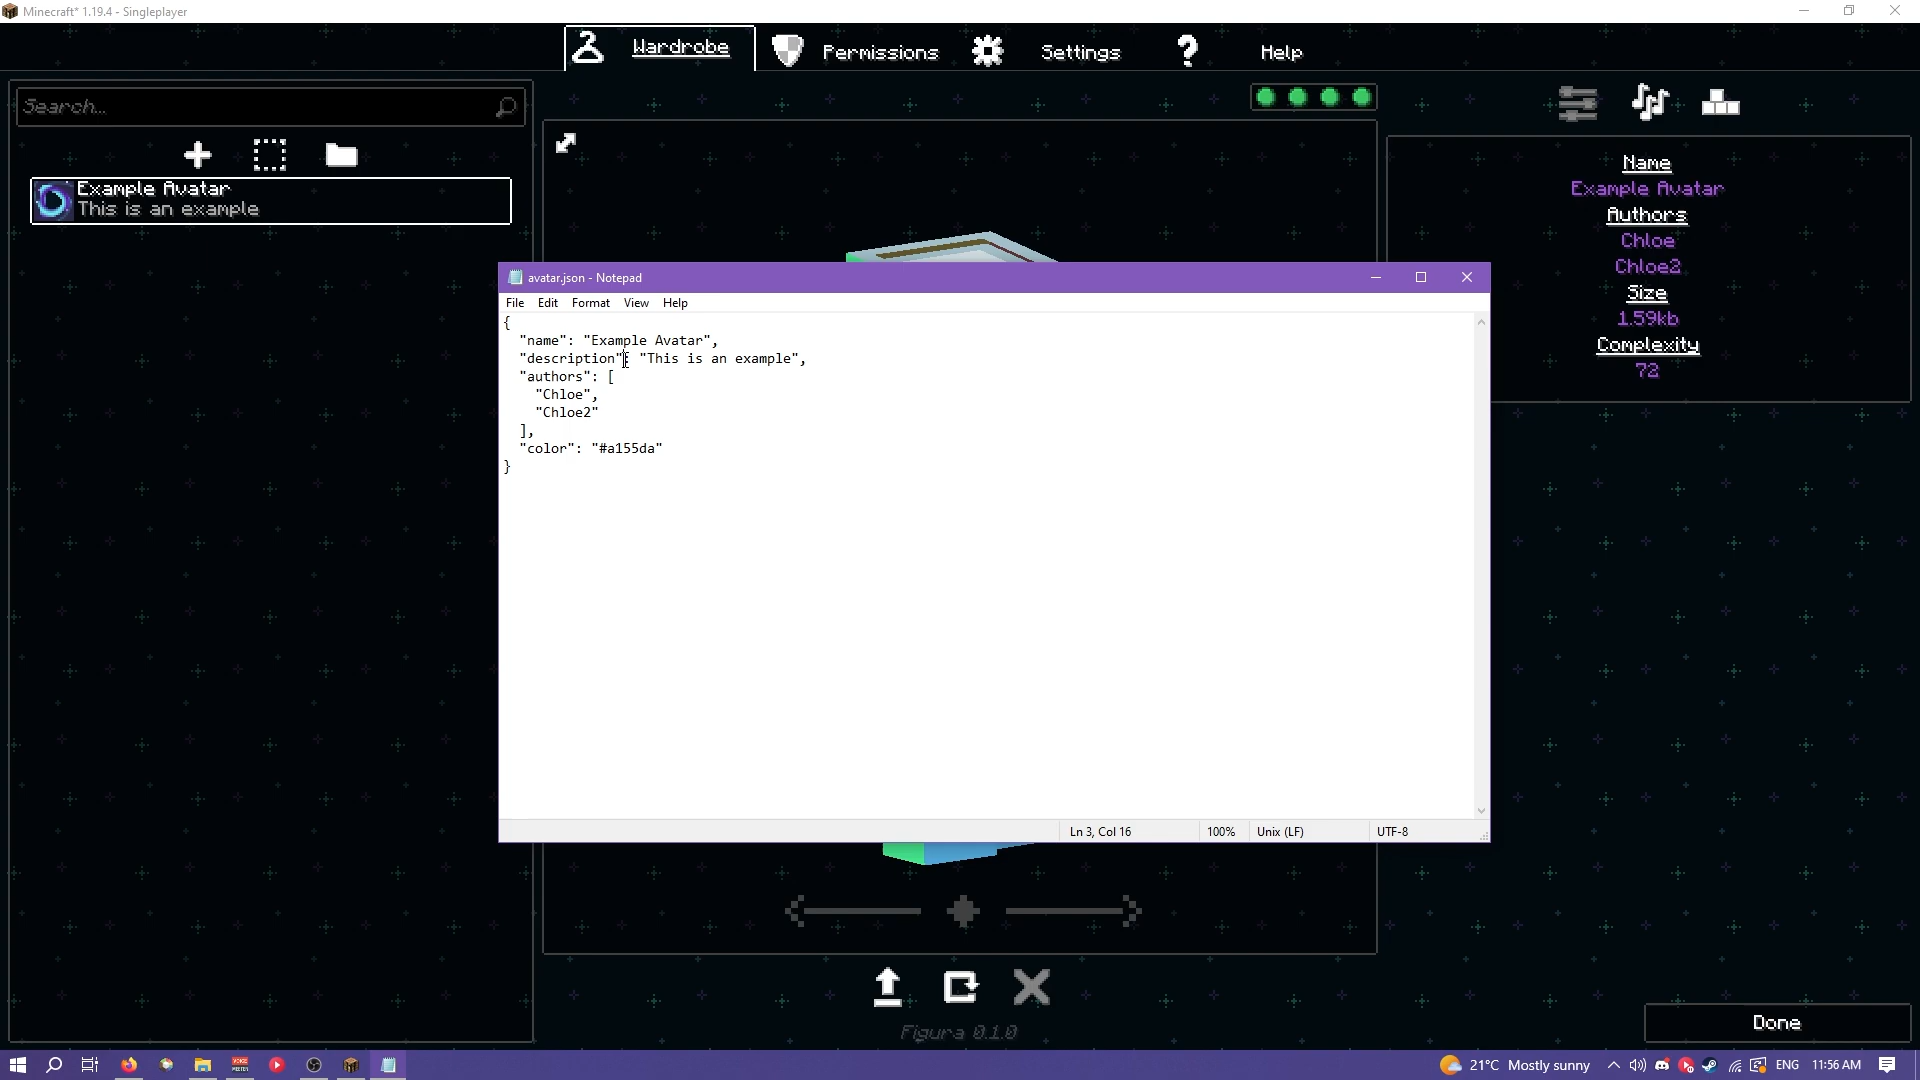 Minecraft* 1.19.4 - Singleplayer
Wardrobe
Permissions
Settings
?
Help
Search...
Example Avatar
This is an example
Name
Example Avatar
Authors
Chloe
Chloe2
Size
1.59kb
Complexity
72
avatar.json - Notepad
File Edit Format View Help
{
"name": "Example Avatar",
"description": "This is an example",
"authors": [
"Chloe",
"Chloe2"
],
"color": "#a155da"
}
Ln 3, Col 16
100%
Unix (LF)
UTF-8
Figura 0.1.0
Done
21°C Mostly sunny
ENG
11:56 AM